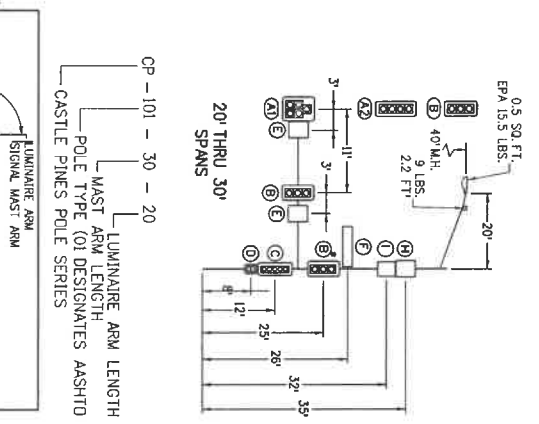 0.5 SQ. FT.
EPA 15.5 LBS.
40' M.H.
9 LBS
2.2 FT²
20'
B
A2
3'
11'
3'
A1
E
B
E
F
I
H
B
C
D
8'
12'
25'
26'
32'
35'
20' THRU 30'
SPANS
CP - 101 - 30 - 20
LUMINAIRE ARM LENGTH
MAST ARM LENGTH
POLE TYPE (01 DESIGNATES AASHTO
CASTLE PINES POLE SERIES
LUMINAIRE ARM
SIGNAL MAST ARM